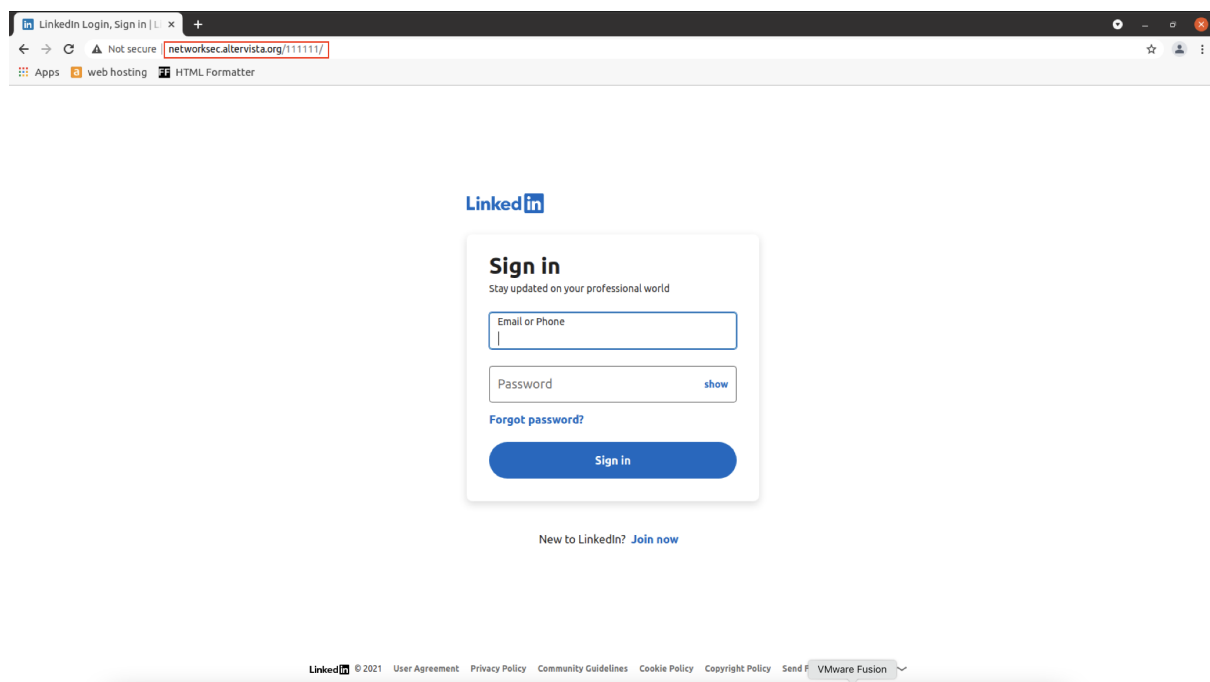 LinkedIn Login, Sign in | L
Not secure networksec.altervista.org/111111/
Apps web hosting HTML Formatter
Linked in
Sign in
Stay updated on your professional world
Email or Phone
Password show
Forgot password?
Sign in
New to LinkedIn? Join now
Linked in © 2021 User Agreement Privacy Policy Community Guidelines Cookie Policy Copyright Policy Send F VMware Fusion